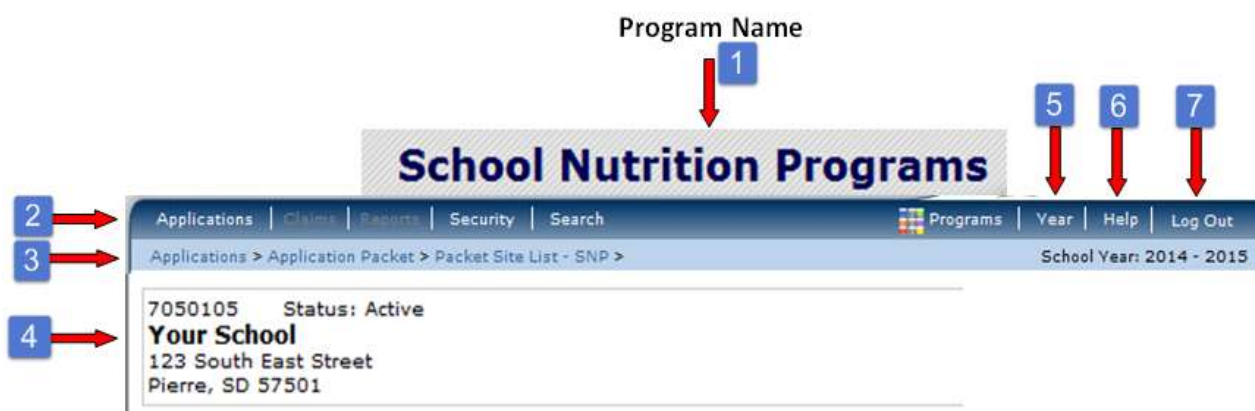 Program Name
1
5 6 7
School Nutrition Programs
2
Applications | Claims | Reports | Security | Search Programs | Year | Help | Log Out
3
Applications > Application Packet > Packet Site List - SNP > School Year: 2014 - 2015
7050105 Status: Active
4
Your School
123 South East Street
Pierre, SD 57501